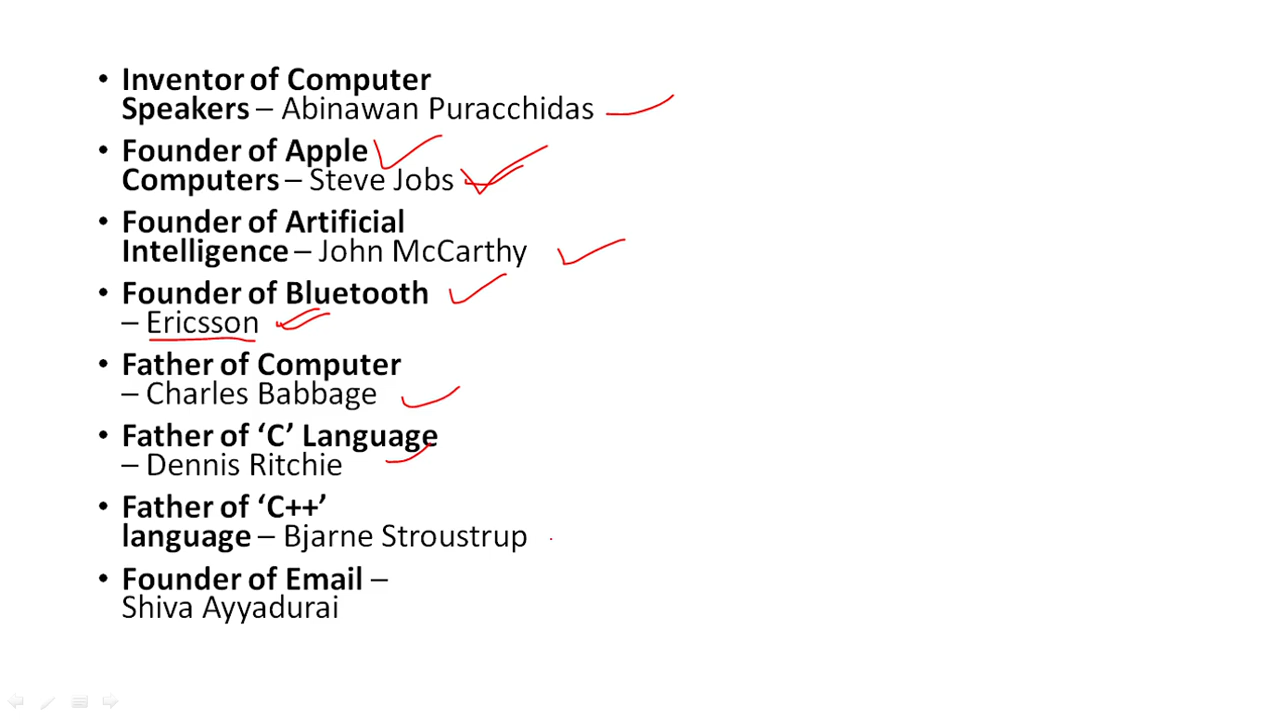 • Inventor of Computer
Speakers – Abinawan Puracchidas
• Founder of Apple
Computers – Steve Jobs
• Founder of Artificial
Intelligence – John McCarthy
• Founder of Bluetooth
– Ericsson
• Father of Computer
– Charles Babbage
• Father of ‘C’ Language
– Dennis Ritchie
• Father of ‘C++’
language – Bjarne Stroustrup
• Founder of Email –
Shiva Ayyadurai